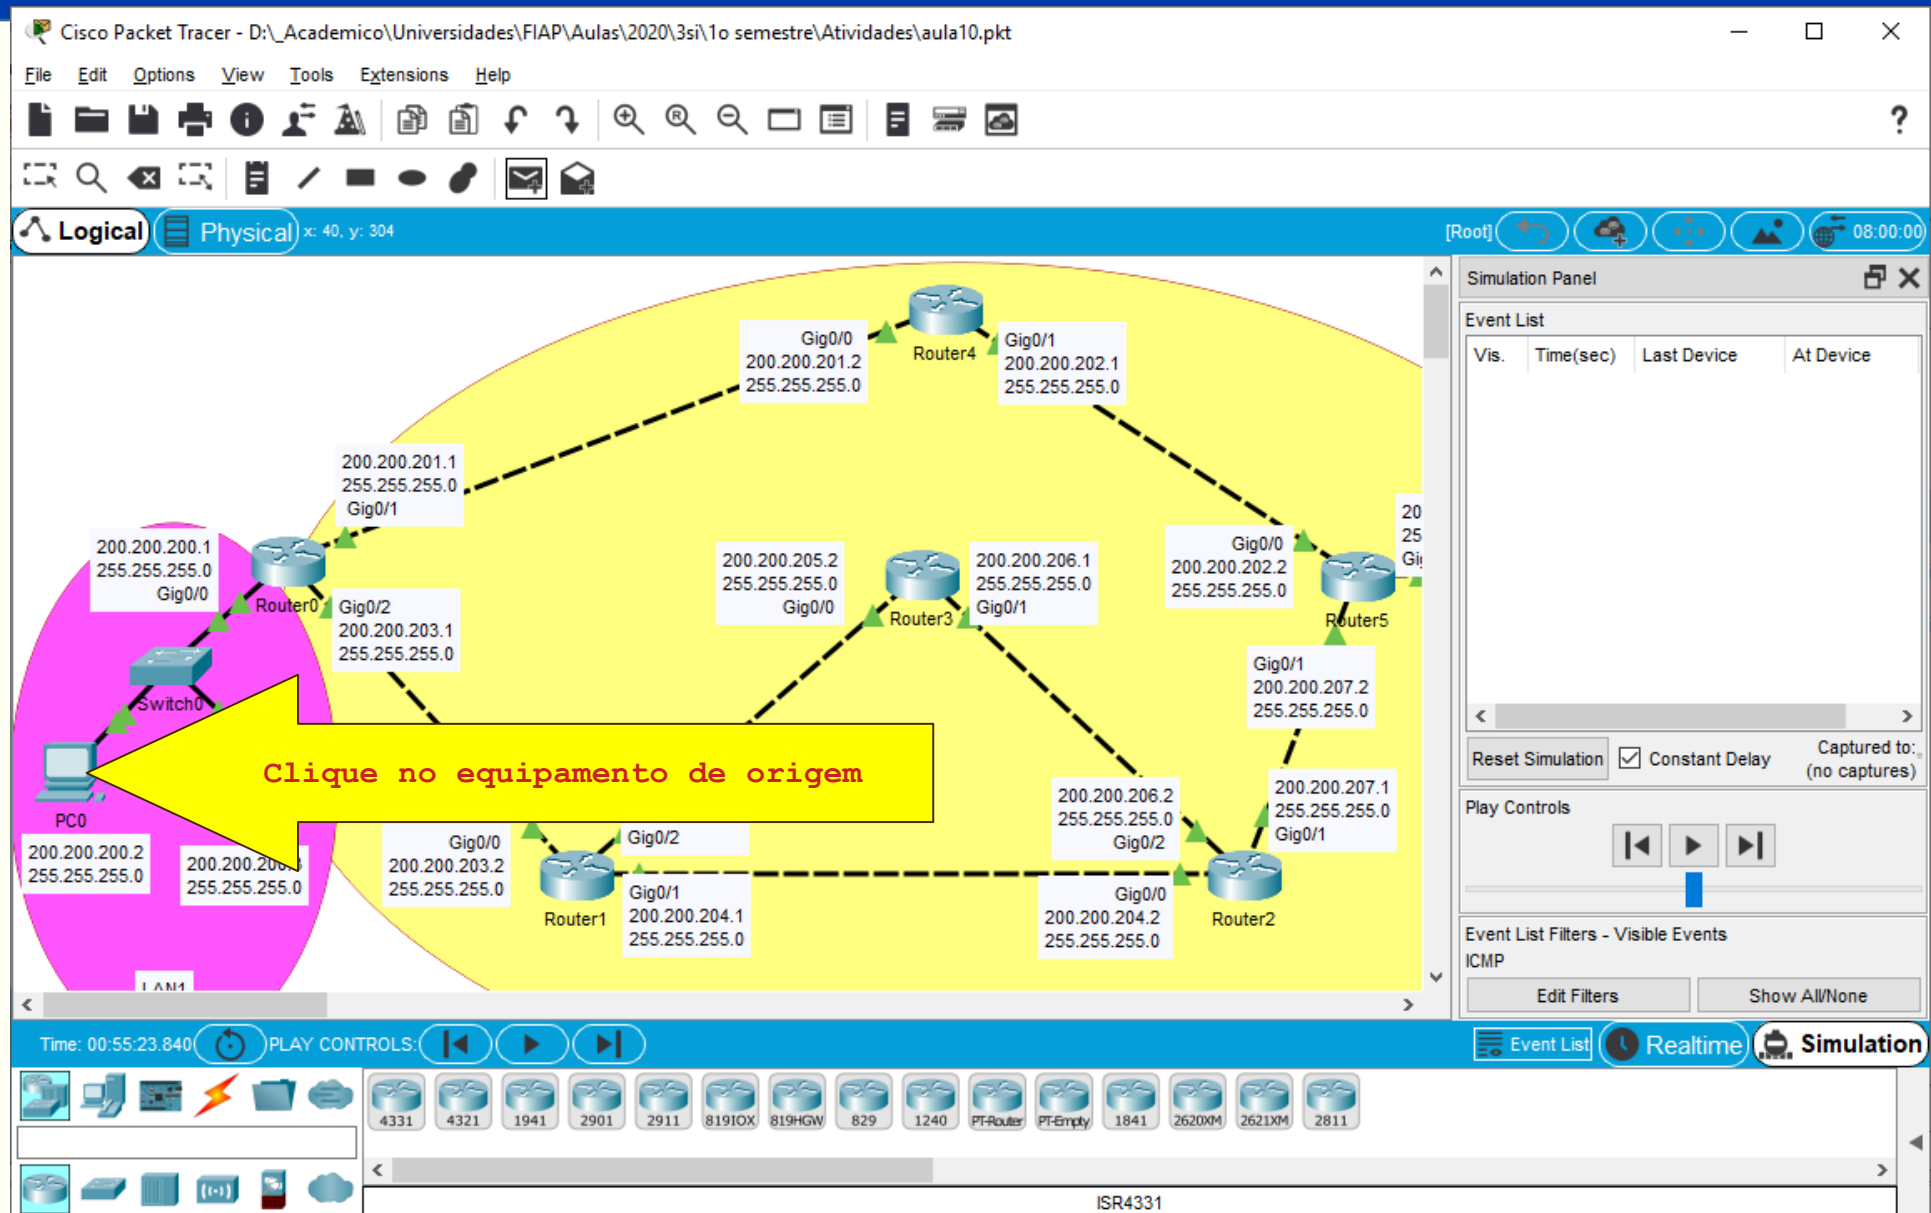 Cisco Packet Tracer - D:\_Academico\Universidades\FIAP\Aulas\2020\3si\1o semestre\Atividades\aula10.pkt
File Edit Options View Tools Extensions Help
?
Logical Physical x: 40, y: 304 [Root] 08:00:00
Gig0/0
200.200.201.2
255.255.255.0
Router4
Gig0/1
200.200.202.1
255.255.255.0
200.200.201.1
255.255.255.0
Gig0/1
200.200.200.1
255.255.255.0
Gig0/0
Router0
Gig0/2
200.200.203.1
255.255.255.0
200.200.205.2
255.255.255.0
Gig0/0
Router3
200.200.206.1
255.255.255.0
Gig0/1
Gig0/0
200.200.202.2
255.255.255.0
20
25
Gi
Router5
Gig0/1
200.200.207.2
255.255.255.0
Switch0
Clique no equipamento de origem
PC0
200.200.200.2
255.255.255.0
255.255.255.0
Gig0/0
200.200.203.2
255.255.255.0
Gig0/2
Router1
Gig0/1
200.200.204.1
255.255.255.0
200.200.206.2
255.255.255.0
Gig0/2
200.200.207.1
255.255.255.0
Gig0/1
Gig0/0
200.200.204.2
255.255.255.0
Router2
LAN1
Simulation Panel
Event List
Vis. Time(sec) Last Device At Device
Reset Simulation Constant Delay
Captured to:
(no captures)
Play Controls
Event List Filters - Visible Events
ICMP
Edit Filters Show All/None
Time: 00:55:23.840 PLAY CONTROLS: Event List Realtime Simulation
4331 4321 1941 2901 2911 819IOX 819HGW 829 1240 PT-Router PT-Empty 1841 2620XM 2621XM 2811
ISR4331